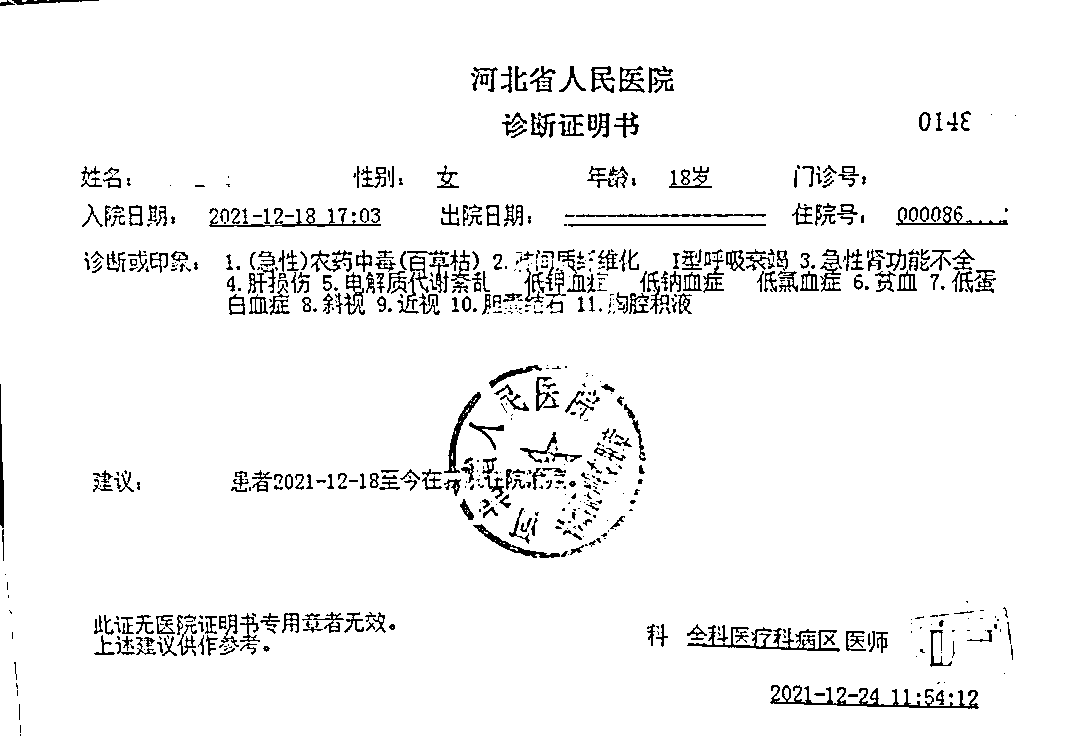 河北省人民医院
诊断证明书
014
姓名： 性别： 女 年龄： 18岁 门诊号：
入院日期： 2021-12-18 17:03 出院日期： ------------------ 住院号： 000086....:
诊断或印象： 1.(急性)农药中毒(百草枯) 2.肺间质纤维化 I型呼吸衰竭 3.急性肾功能不全
4.肝损伤 5.电解质代谢紊乱 低钾血症 低钠血症 低氯血症 6.贫血 7.低蛋
白血症 8.斜视 9.近视 10.胆囊结石 11.胸腔积液
河北省人民医院
建议： 患者2021-12-18至今在我院住院治疗。
此证无医院证明书专用章者无效。
上述建议供作参考。
科 全科医疗科病区 医师
2021-12-24 11:54:12